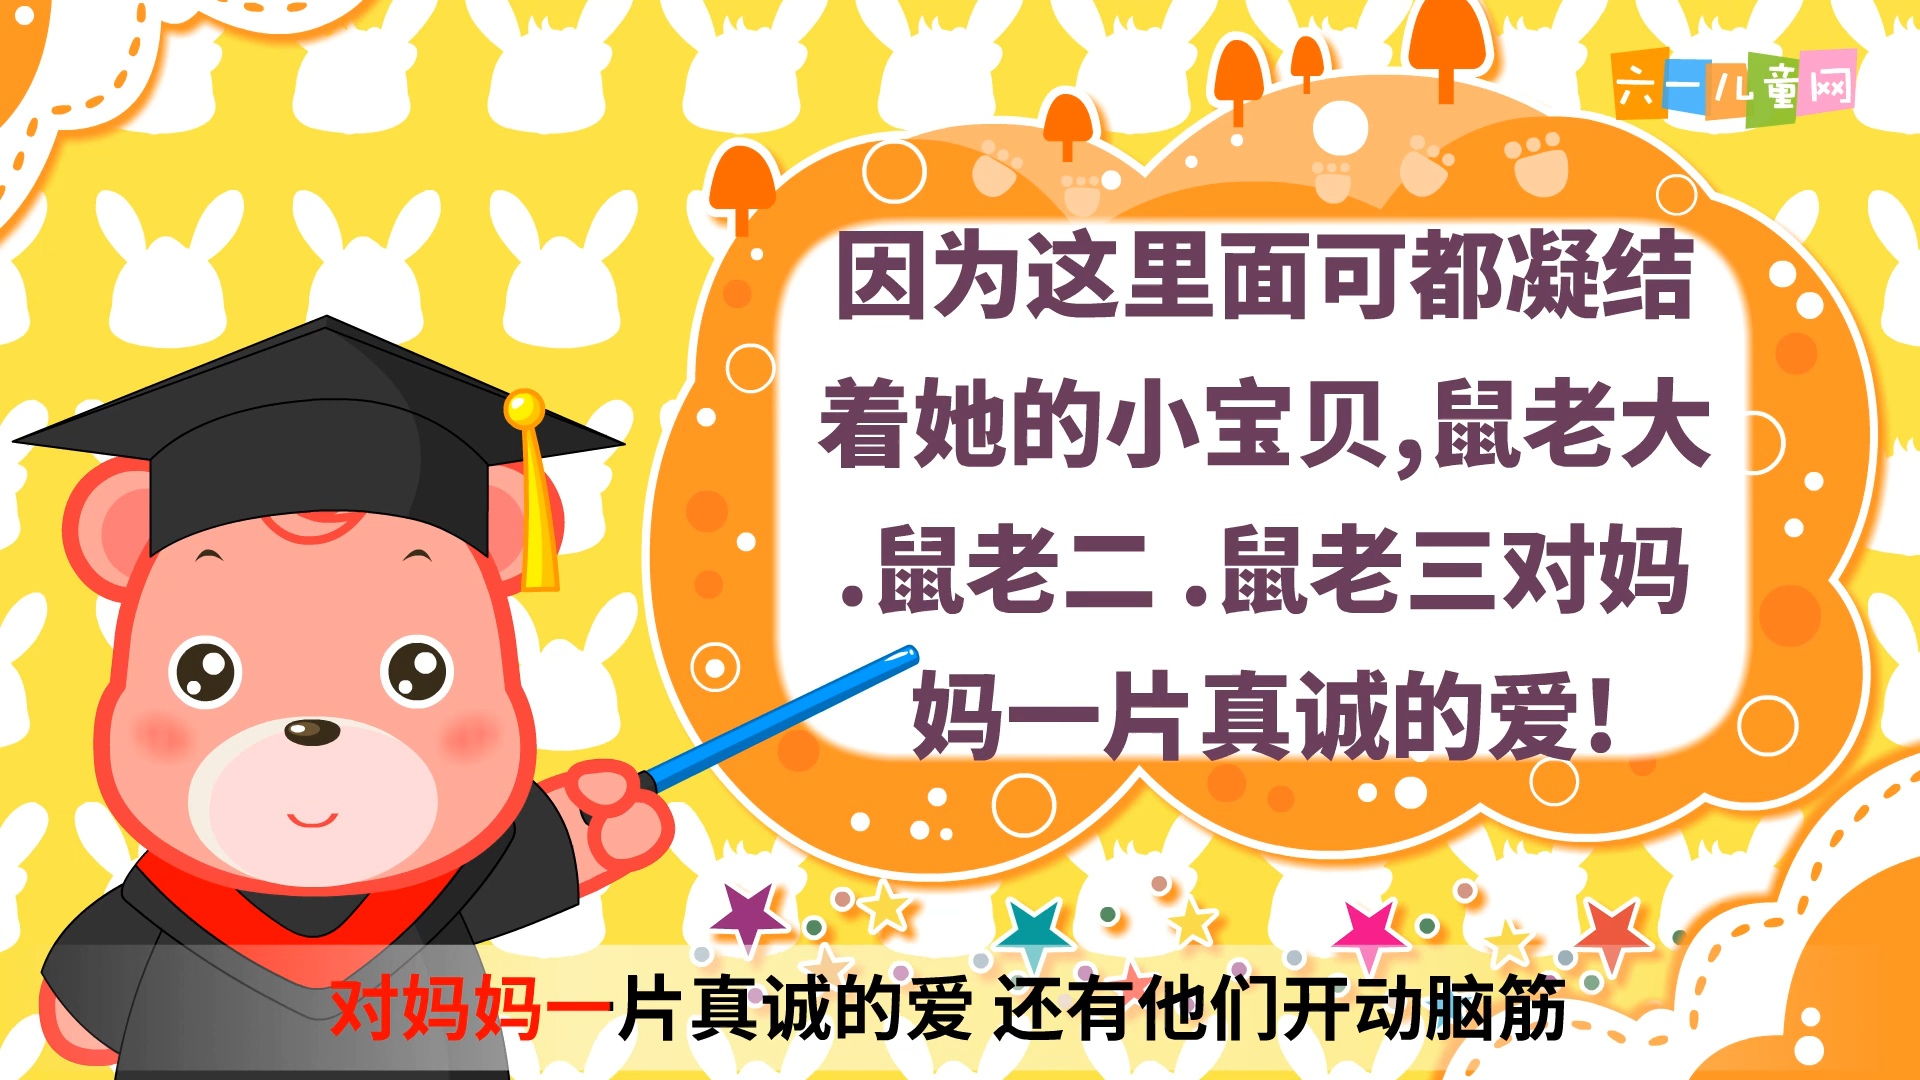 六一儿童网
因为这里面可都凝结
着她的小宝贝,鼠老大
.鼠老二 .鼠老三对妈
妈一片真诚的爱!
对妈妈一片真诚的爱 还有他们开动脑筋